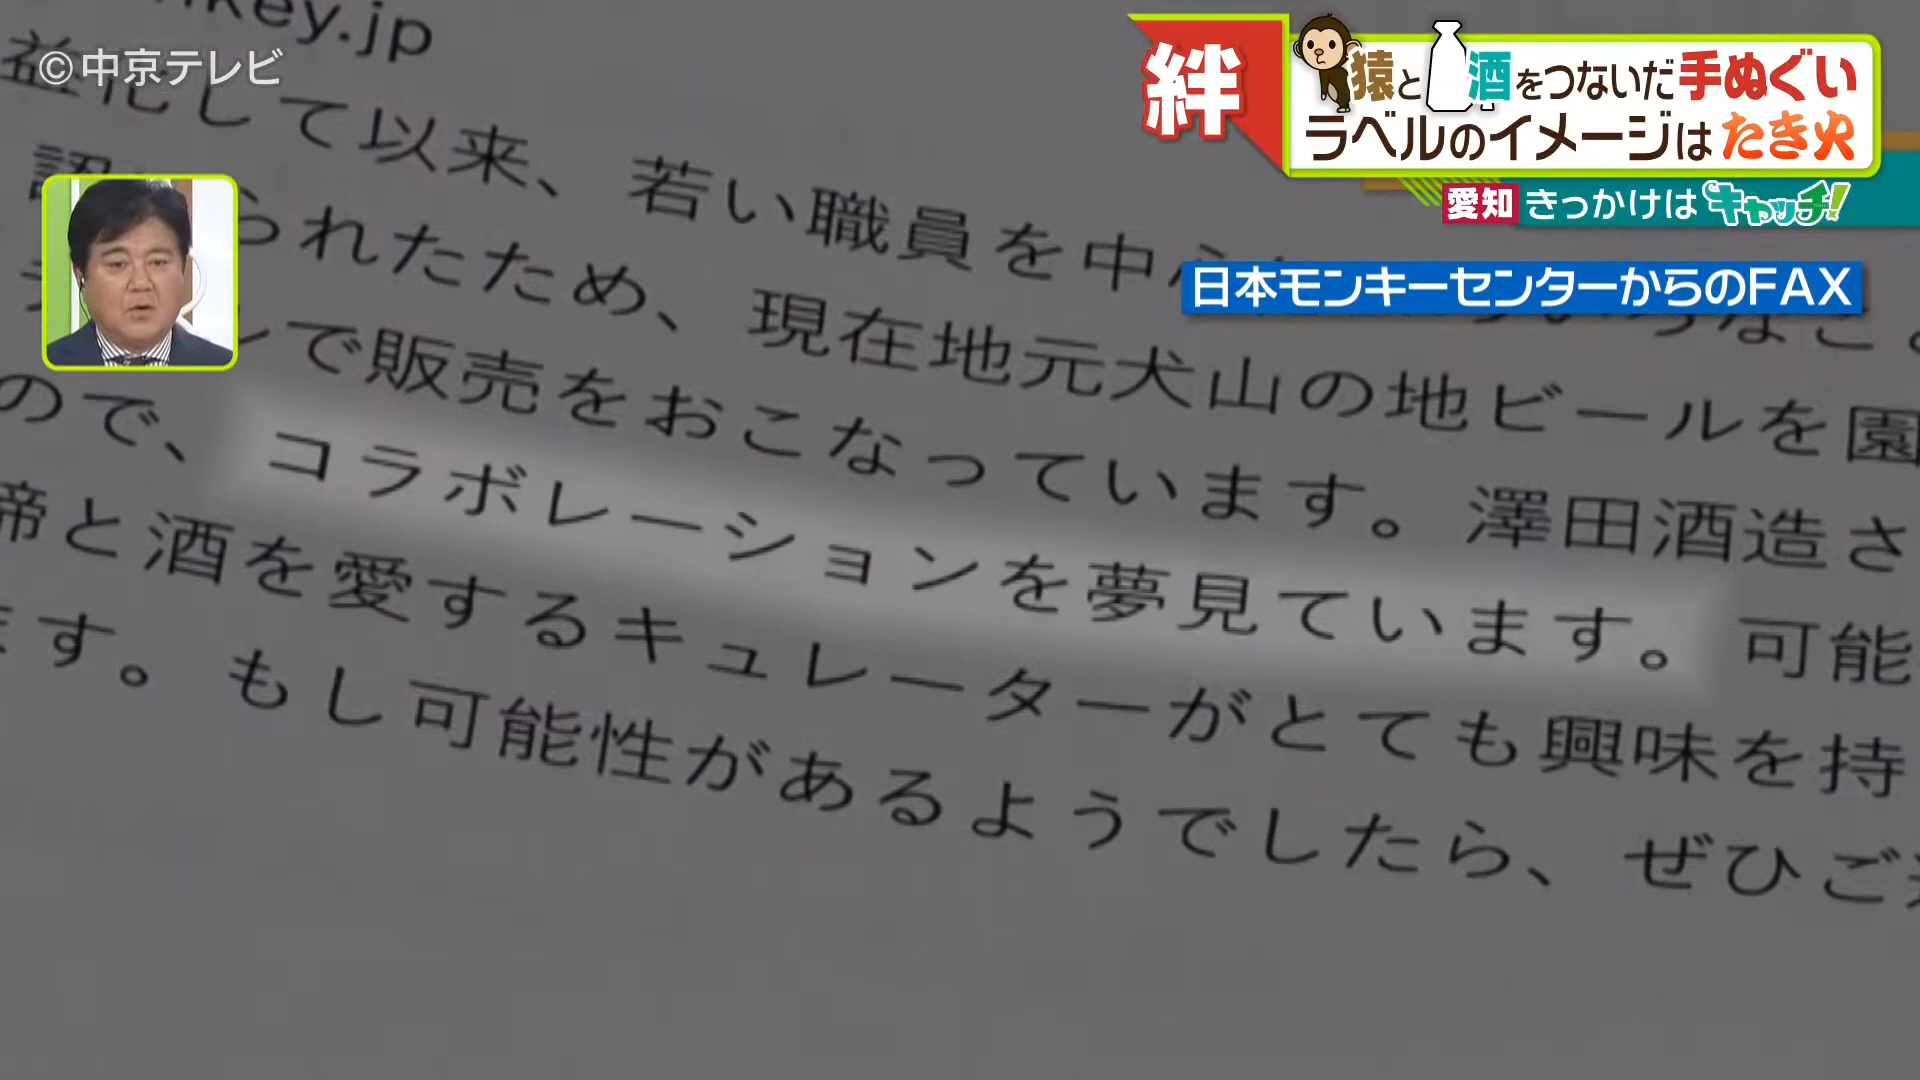 nkey.jp
©中京テレビ
絆
猿と酒をつないだ手ぬぐい
ラベルのイメージはたき火
愛知 きっかけはキャッチ!
日本モンキーセンターからのFAX
益化して以来、若い職員を中心
られたため、現在地元犬山の地ビールを園
で販売をおこなっています。澤田酒造さ
ので、コラボレーションを夢見ています。可能
蹄と酒を愛するキュレーターがとても興味を持
ます。もし可能性があるようでしたら、ぜひご